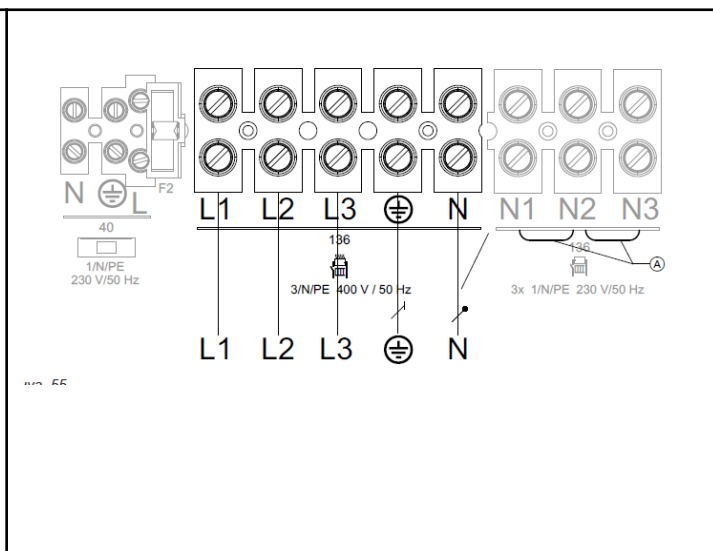 N L F2
40
1/N/PE
230 V/50 Hz
L1 L2 L3 N
136
3/N/PE 400 V / 50 Hz
N1 N2 N3
136
A
3x 1/N/PE 230 V/50 Hz
L1 L2 L3 N
55